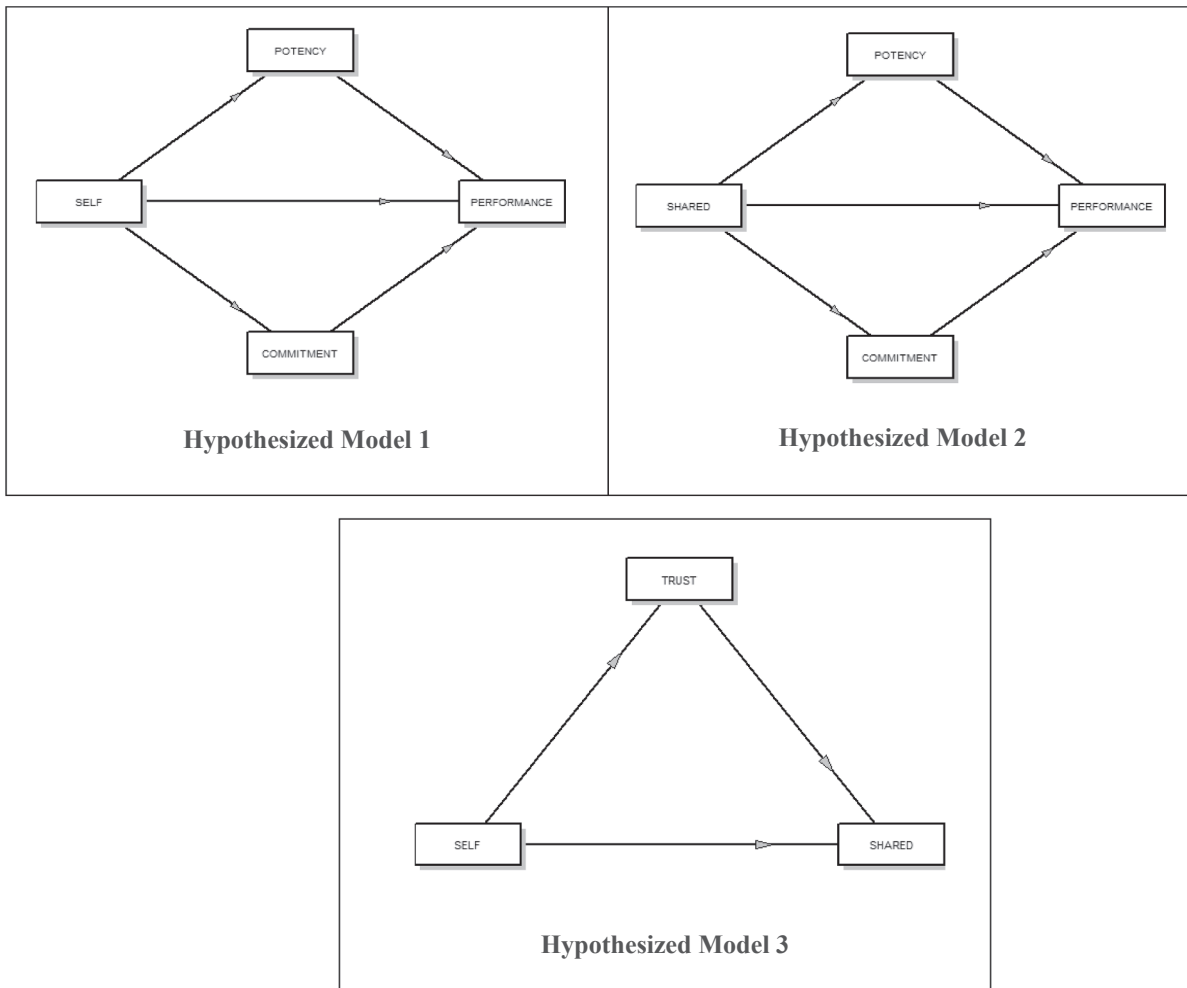 POTENCY
SELF
PERFORMANCE
COMMITMENT
Hypothesized Model 1
POTENCY
SHARED
PERFORMANCE
COMMITMENT
Hypothesized Model 2
TRUST
SELF
SHARED
Hypothesized Model 3